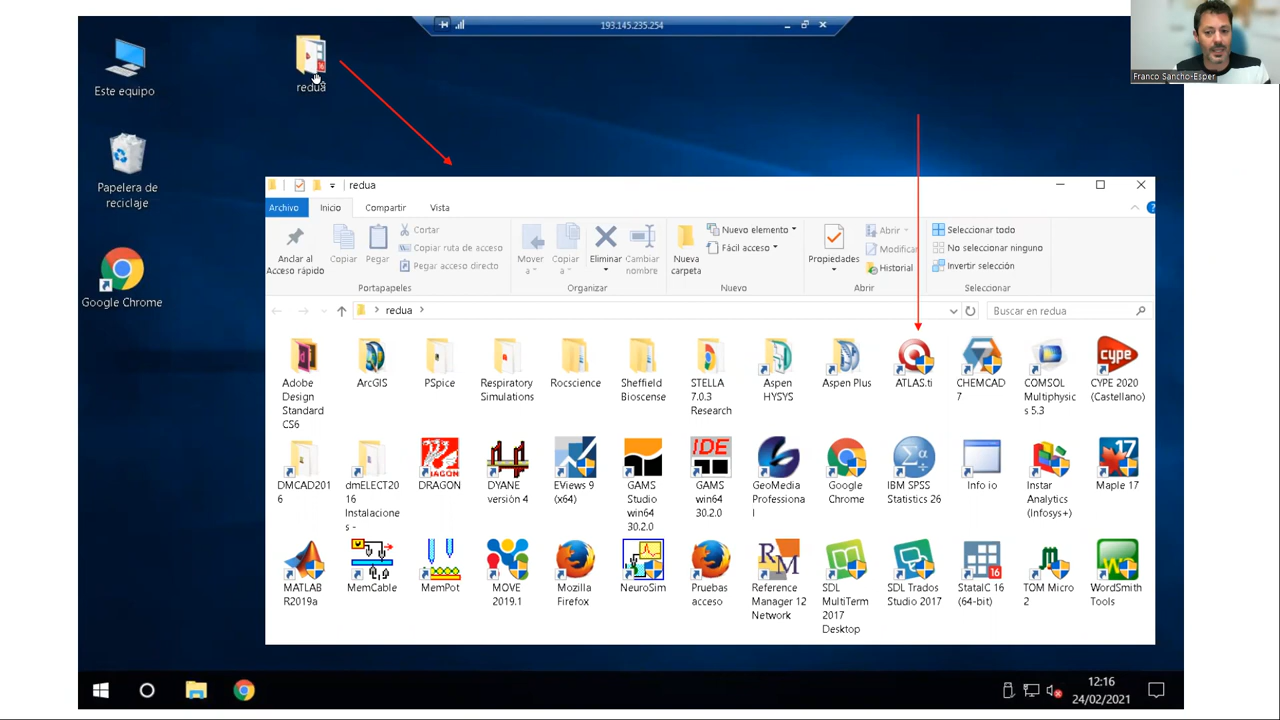 193.145.235.254
Franco Sancho-Esper
Este equipo
redua
Papelera de
reciclaje
Google Chrome
redua
Archivo
Inicio
Compartir
Vista
Anclar al
Acceso rápido
Copiar
Pegar
Cortar
Copiar ruta de acceso
Pegar acceso directo
Portapapeles
Mover
a
Copiar
a
Eliminar
Cambiar
nombre
Organizar
Nueva
carpeta
Nuevo elemento
Fácil acceso
Nuevo
Propiedades
Abrir
Modificar
Historial
Abrir
Seleccionar todo
No seleccionar ninguno
Invertir selección
Seleccionar
redua
Buscar en redua
Adobe
Design
Standard
CS6
ArcGIS
PSpice
Respiratory
Simulations
Rocscience
Sheffield
Bioscense
STELLA
7.0.3
Research
Aspen
HYSYS
Aspen Plus
ATLAS.ti
CHEMCAD
7
COMSOL
Multiphysic
s 5.3
cype
CYPE 2020
(Castellano)
DMCAD201
6
dmELECT20
16
Instalacione
s -
DRAGON
DRAGON
DYANE
versión 4
EViews 9
(x64)
GAMS
Studio
win64
30.2.0
IDE
GAMS
win64
30.2.0
GeoMedia
Professiona
l
Google
Chrome
IBM SPSS
Statistics 26
Info io
Instar
Analytics
(Infosys+)
17
Maple 17
MATLAB
R2019a
MemCable
MemPot
MOVE
2019.1
Mozilla
Firefox
NeuroSim
Pruebas
acceso
RM
Reference
Manager 12
Network
SDL
MultiTerm
2017
Desktop
SDL Trados
Studio 2017
16
StataIC 16
(64-bit)
TOM Micro
2
W
WordSmith
Tools
12:16
24/02/2021